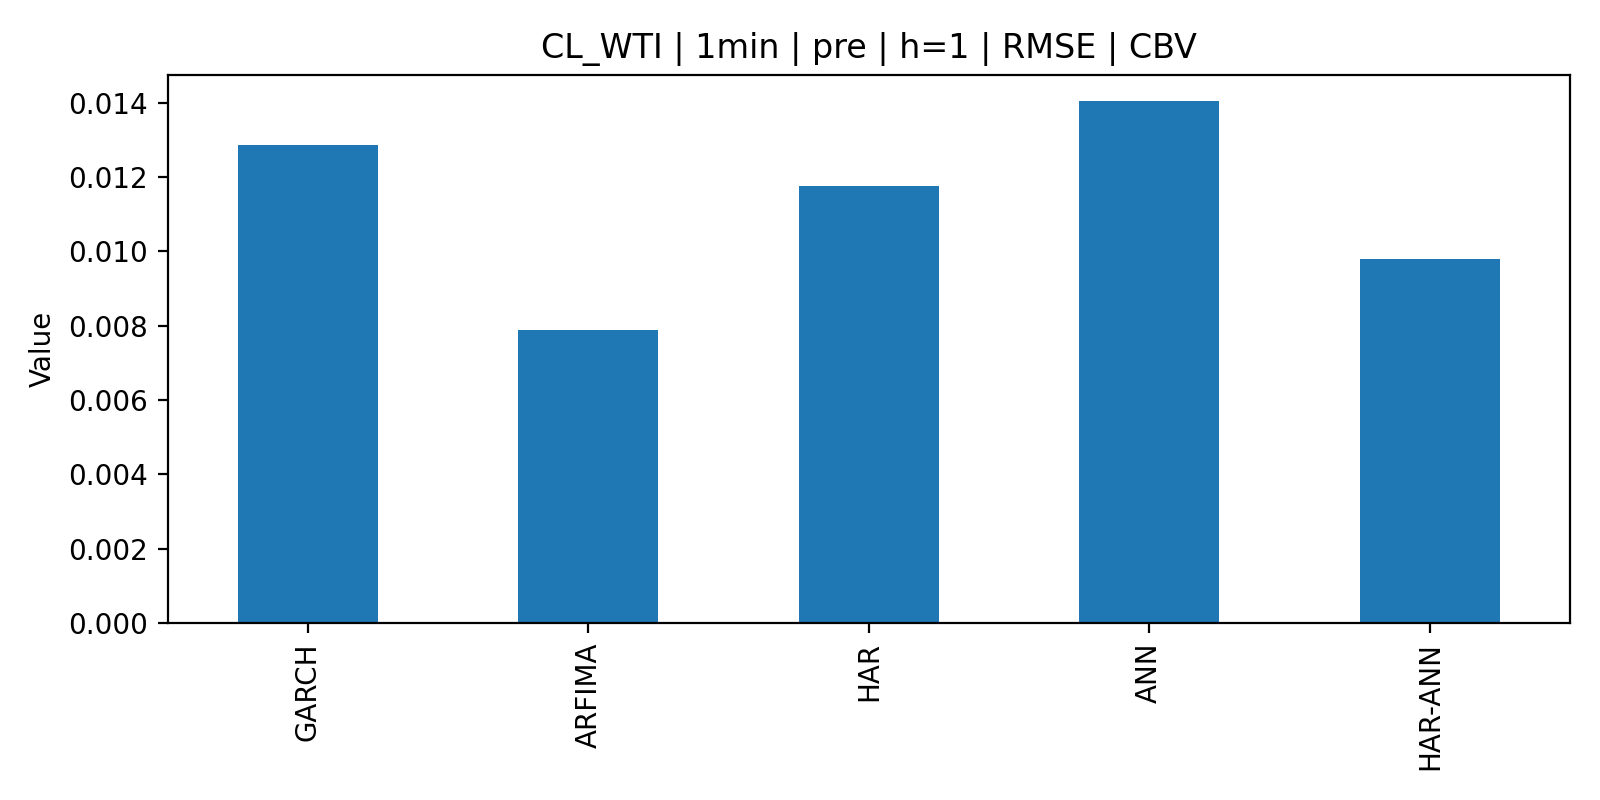 CL_WTI | 1min | pre | h=1 | RMSE | CBV
0.014
0.012
0.010
0.008
0.006
0.004
0.002
0.000
Value
GARCH
ARFIMA
HAR
ANN
HAR-ANN